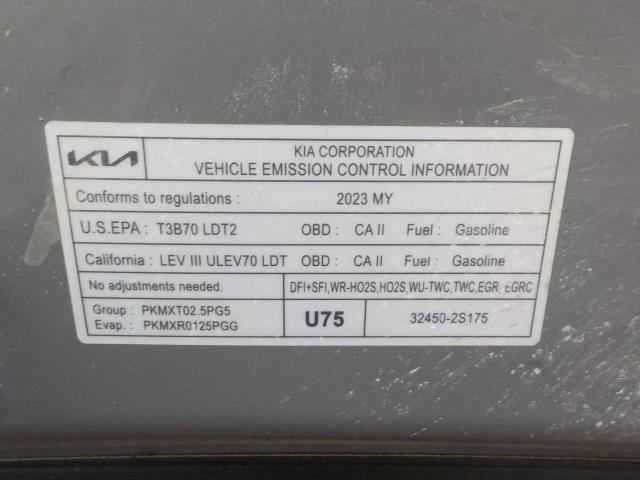 KIA KIA CORPORATION
VEHICLE EMISSION CONTROL INFORMATION
Conforms to regulations : 2023 MY
U.S.EPA : T3B70 LDT2 OBD : CA II Fuel : Gasoline
California : LEV III ULEV70 LDT OBD : CA II Fuel : Gasoline
No adjustments needed. DFI+SFI,WR-HO2S,HO2S,WU-TWC,TWC,EGR, EGRC
Group : PKMXT02.5PG5
Evap. : PKMXR0125PGG
U75 32450-2S175